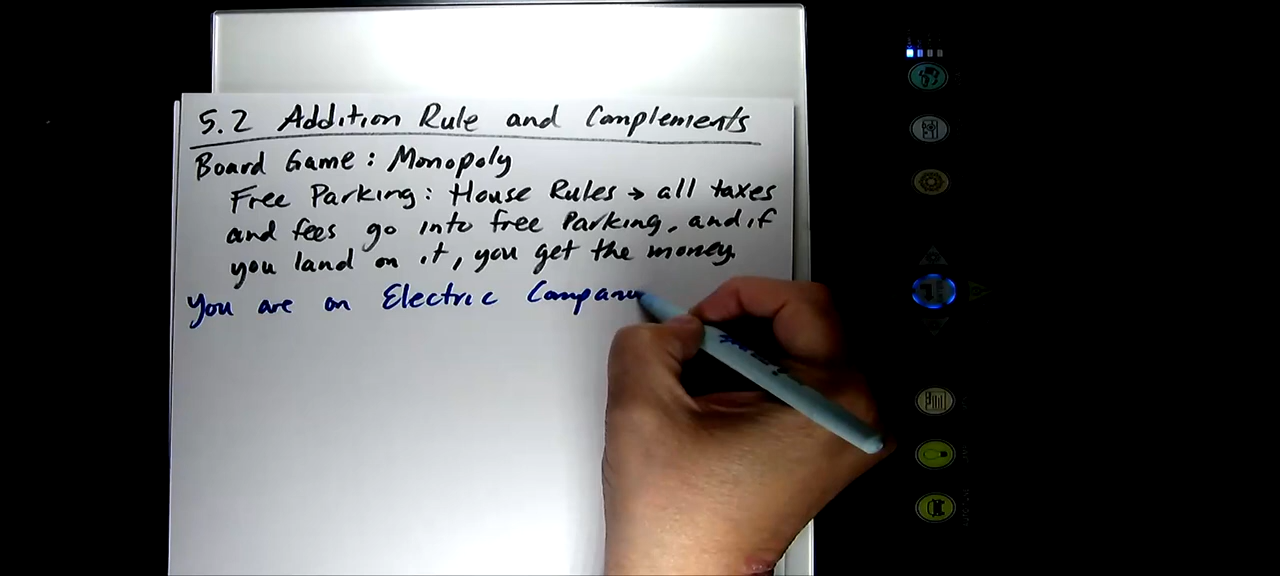 5.2 Addition Rule and Complements
Board Game: Monopoly
Free Parking: House Rules → all taxes
and fees go into free Parking, and if
you land on it, you get the money.
You are on Electric Company